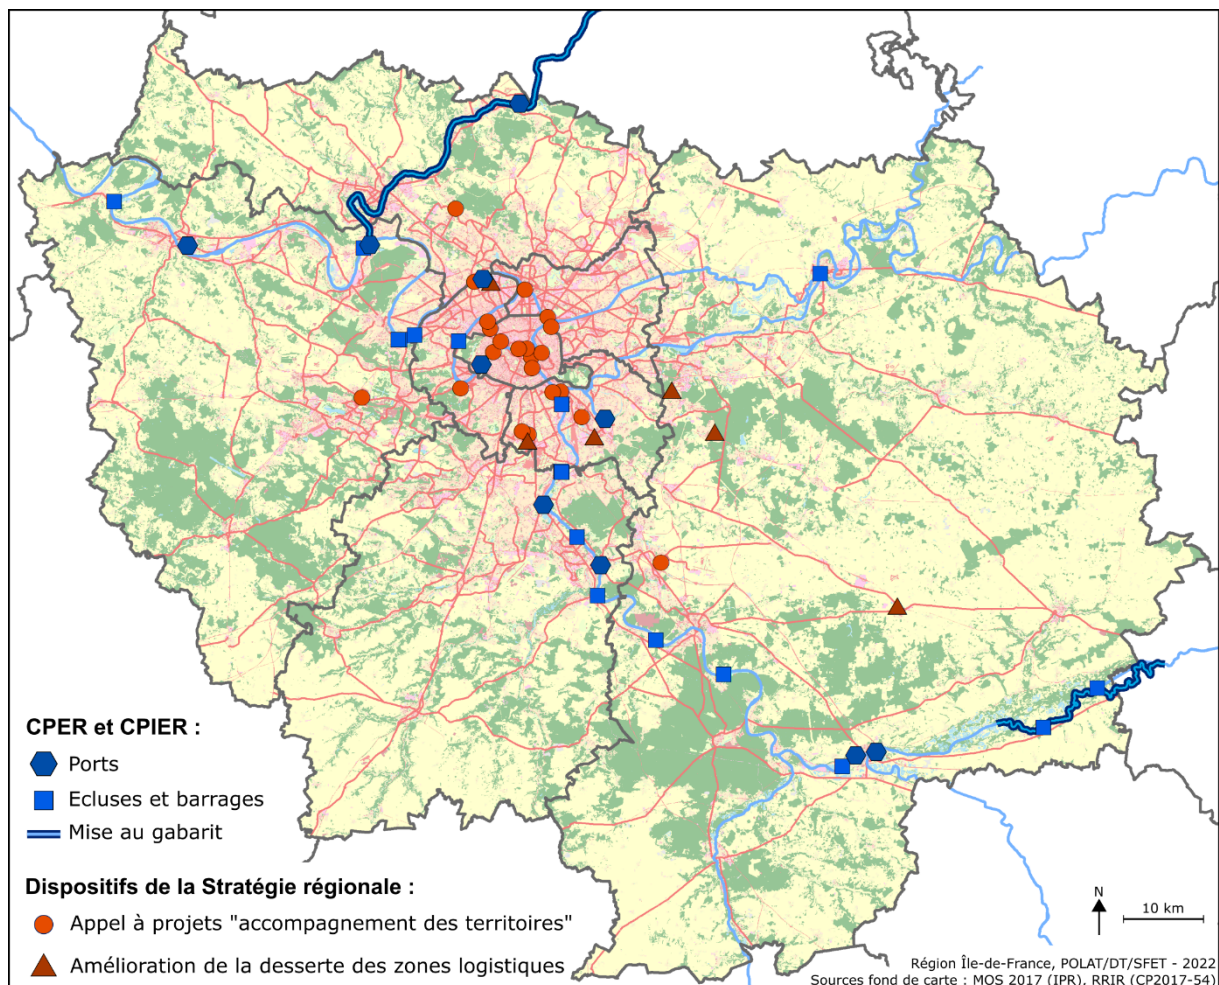 CPER et CPIER :
Ports
Ecluses et barrages
Mise au gabarit
Dispositifs de la Stratégie régionale :
Appel à projets "accompagnement des territoires"
Amélioration de la desserte des zones logistiques
N
10 km
Région Île-de-France, POLAT/DT/SFET - 2022
Sources fond de carte : MOS 2017 (IPR), RRIR (CP2017-54)